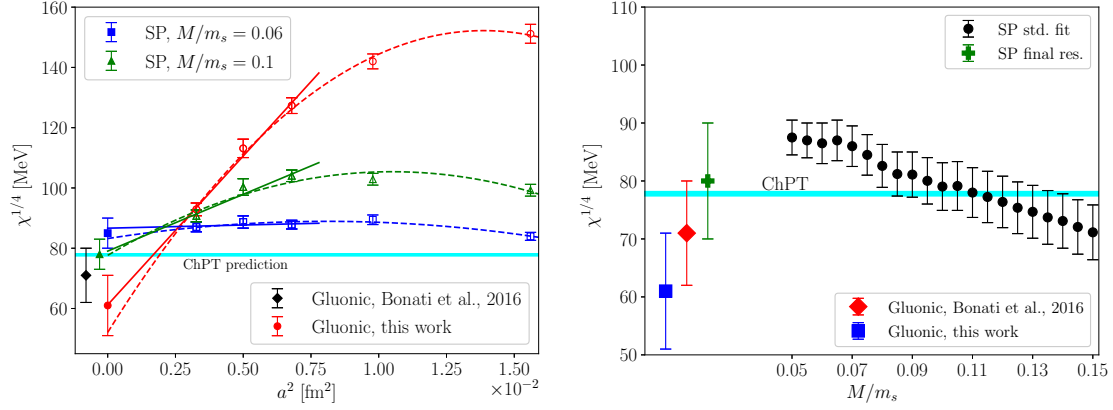 160
140
120
100
80
60
χ^{1/4} [MeV]
SP, M/m_s = 0.06
SP, M/m_s = 0.1
ChPT prediction
Gluonic, Bonati et al., 2016
Gluonic, this work
0.00 0.25 0.50 0.75 1.00 1.25 1.50
×10^{−2}
a^2 [fm^2]
110
100
90
80
70
60
50
χ^{1/4} [MeV]
SP std. fit
SP final res.
ChPT
Gluonic, Bonati et al., 2016
Gluonic, this work
0.05 0.07 0.09 0.11 0.13 0.15
M/m_s